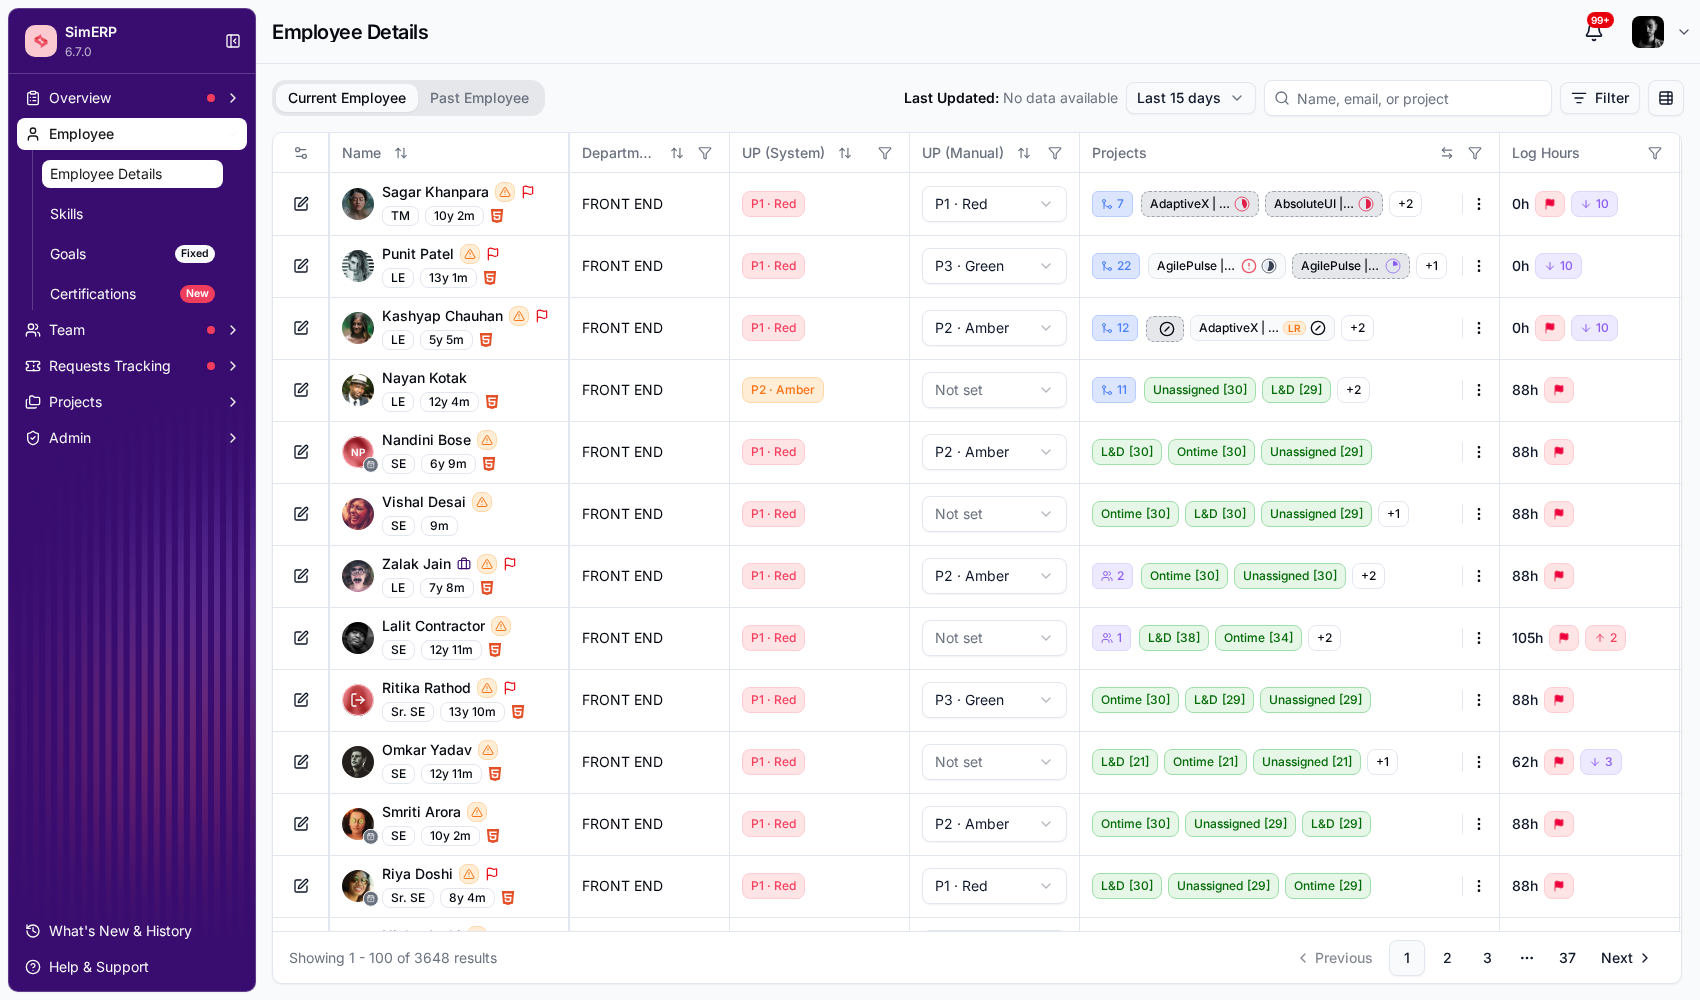 SimERP
6.7.0
Overview
Employee
Employee Details
Skills
Goals Fixed
Certifications New
Team
Requests Tracking
Projects
Admin
What's New & History
Help & Support
Employee Details
99+
Current Employee Past Employee
Last Updated: No data available Last 15 days Name, email, or project Filter
Name Departm... UP (System) UP (Manual) Projects Log Hours
Sagar Khanpara
TM 10y 2m
FRONT END P1 · Red P1 · Red 7 AdaptiveX | ... AbsoluteUI |... +2 0h 10
Punit Patel
LE 13y 1m
FRONT END P1 · Red P3 · Green 22 AgilePulse |... AgilePulse |... +1 0h 10
Kashyap Chauhan
LE 5y 5m
FRONT END P1 · Red P2 · Amber 12 AdaptiveX | ... LR +2 0h 10
Nayan Kotak
LE 12y 4m
FRONT END P2 · Amber Not set 11 Unassigned [30] L&D [29] +2 88h
NP
Nandini Bose
SE 6y 9m
FRONT END P1 · Red P2 · Amber L&D [30] Ontime [30] Unassigned [29] 88h
Vishal Desai
SE 9m
FRONT END P1 · Red Not set Ontime [30] L&D [30] Unassigned [29] +1 88h
Zalak Jain
LE 7y 8m
FRONT END P1 · Red P2 · Amber 2 Ontime [30] Unassigned [30] +2 88h
Lalit Contractor
SE 12y 11m
FRONT END P1 · Red Not set 1 L&D [38] Ontime [34] +2 105h 2
Ritika Rathod
Sr. SE 13y 10m
FRONT END P1 · Red P3 · Green Ontime [30] L&D [29] Unassigned [29] 88h
Omkar Yadav
SE 12y 11m
FRONT END P1 · Red Not set L&D [21] Ontime [21] Unassigned [21] +1 62h 3
Smriti Arora
SE 10y 2m
FRONT END P1 · Red P2 · Amber Ontime [30] Unassigned [29] L&D [29] 88h
Riya Doshi
Sr. SE 8y 4m
FRONT END P1 · Red P1 · Red L&D [30] Unassigned [29] Ontime [29] 88h
Showing 1 - 100 of 3648 results
Previous 1 2 3 ••• 37 Next